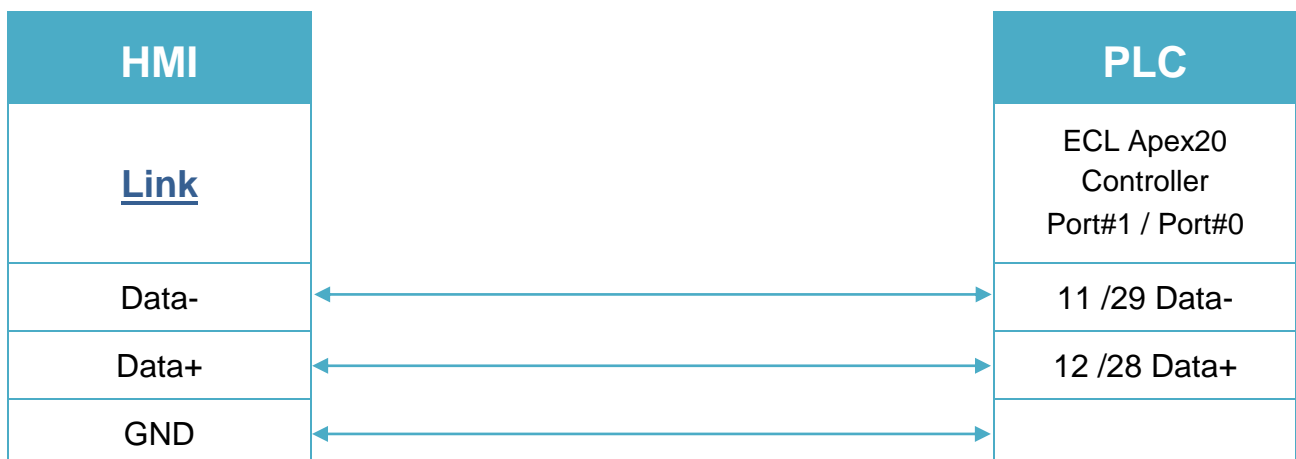 HMI
PLC
Link
ECL Apex20
Controller
Port#1 / Port#0
Data-
11 /29 Data-
Data+
12 /28 Data+
GND